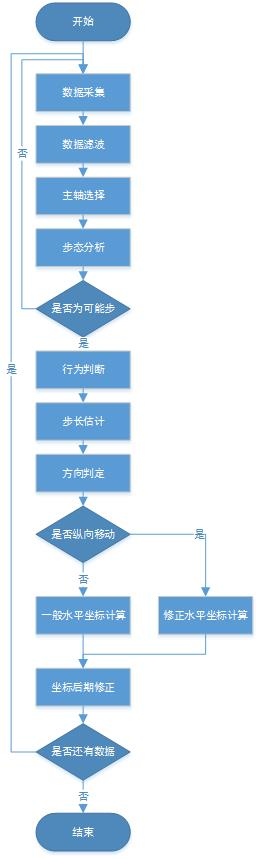 开始
数据采集
数据滤波
否
主轴选择
步态分析
是否为可能步
是
行为判断
是
步长估计
方向判定
是否纵向移动
是
否
一般水平坐标计算
修正水平坐标计算
坐标后期修正
是否还有数据
否
结束